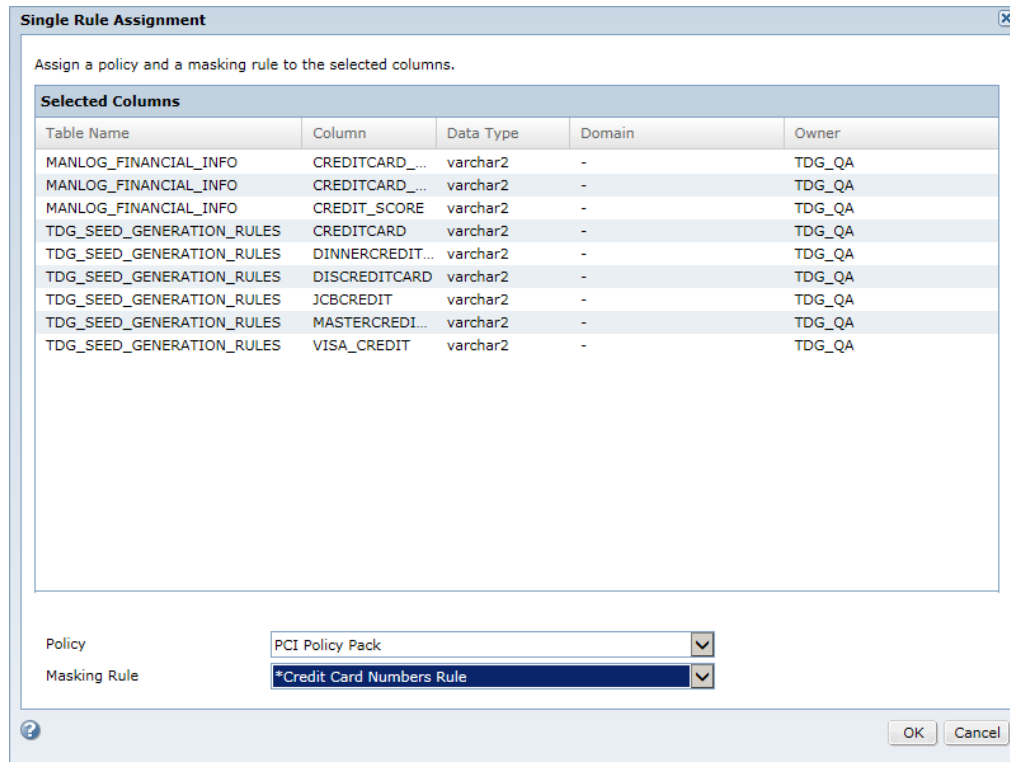 Single Rule Assignment
Assign a policy and a masking rule to the selected columns.
Selected Columns
Table Name Column Data Type Domain Owner
MANLOG_FINANCIAL_INFO CREDITCARD_... varchar2 - TDG_QA
MANLOG_FINANCIAL_INFO CREDITCARD_... varchar2 - TDG_QA
MANLOG_FINANCIAL_INFO CREDIT_SCORE varchar2 - TDG_QA
TDG_SEED_GENERATION_RULES CREDITCARD varchar2 - TDG_QA
TDG_SEED_GENERATION_RULES DINNERCREDIT... varchar2 - TDG_QA
TDG_SEED_GENERATION_RULES DISCREDITCARD varchar2 - TDG_QA
TDG_SEED_GENERATION_RULES JCBCREDIT varchar2 - TDG_QA
TDG_SEED_GENERATION_RULES MASTERCREDI... varchar2 - TDG_QA
TDG_SEED_GENERATION_RULES VISA_CREDIT varchar2 - TDG_QA
Policy PCI Policy Pack
Masking Rule *Credit Card Numbers Rule
? OK Cancel